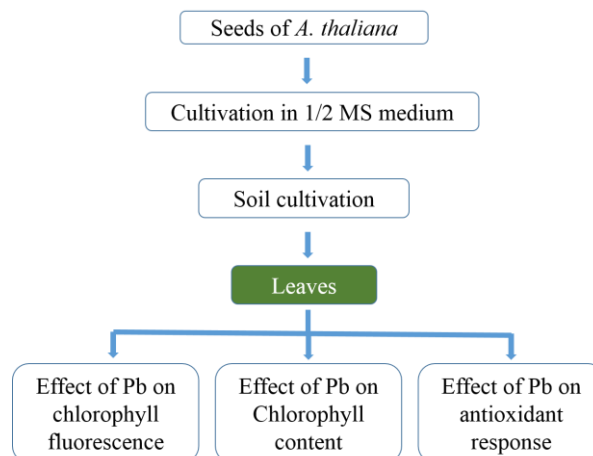 Seeds of A. thaliana
Cultivation in 1/2 MS medium
Soil cultivation
Leaves
Effect of Pb on
chlorophyll
fluorescence
Effect of Pb on
Chlorophyll
content
Effect of Pb on
antioxidant
response